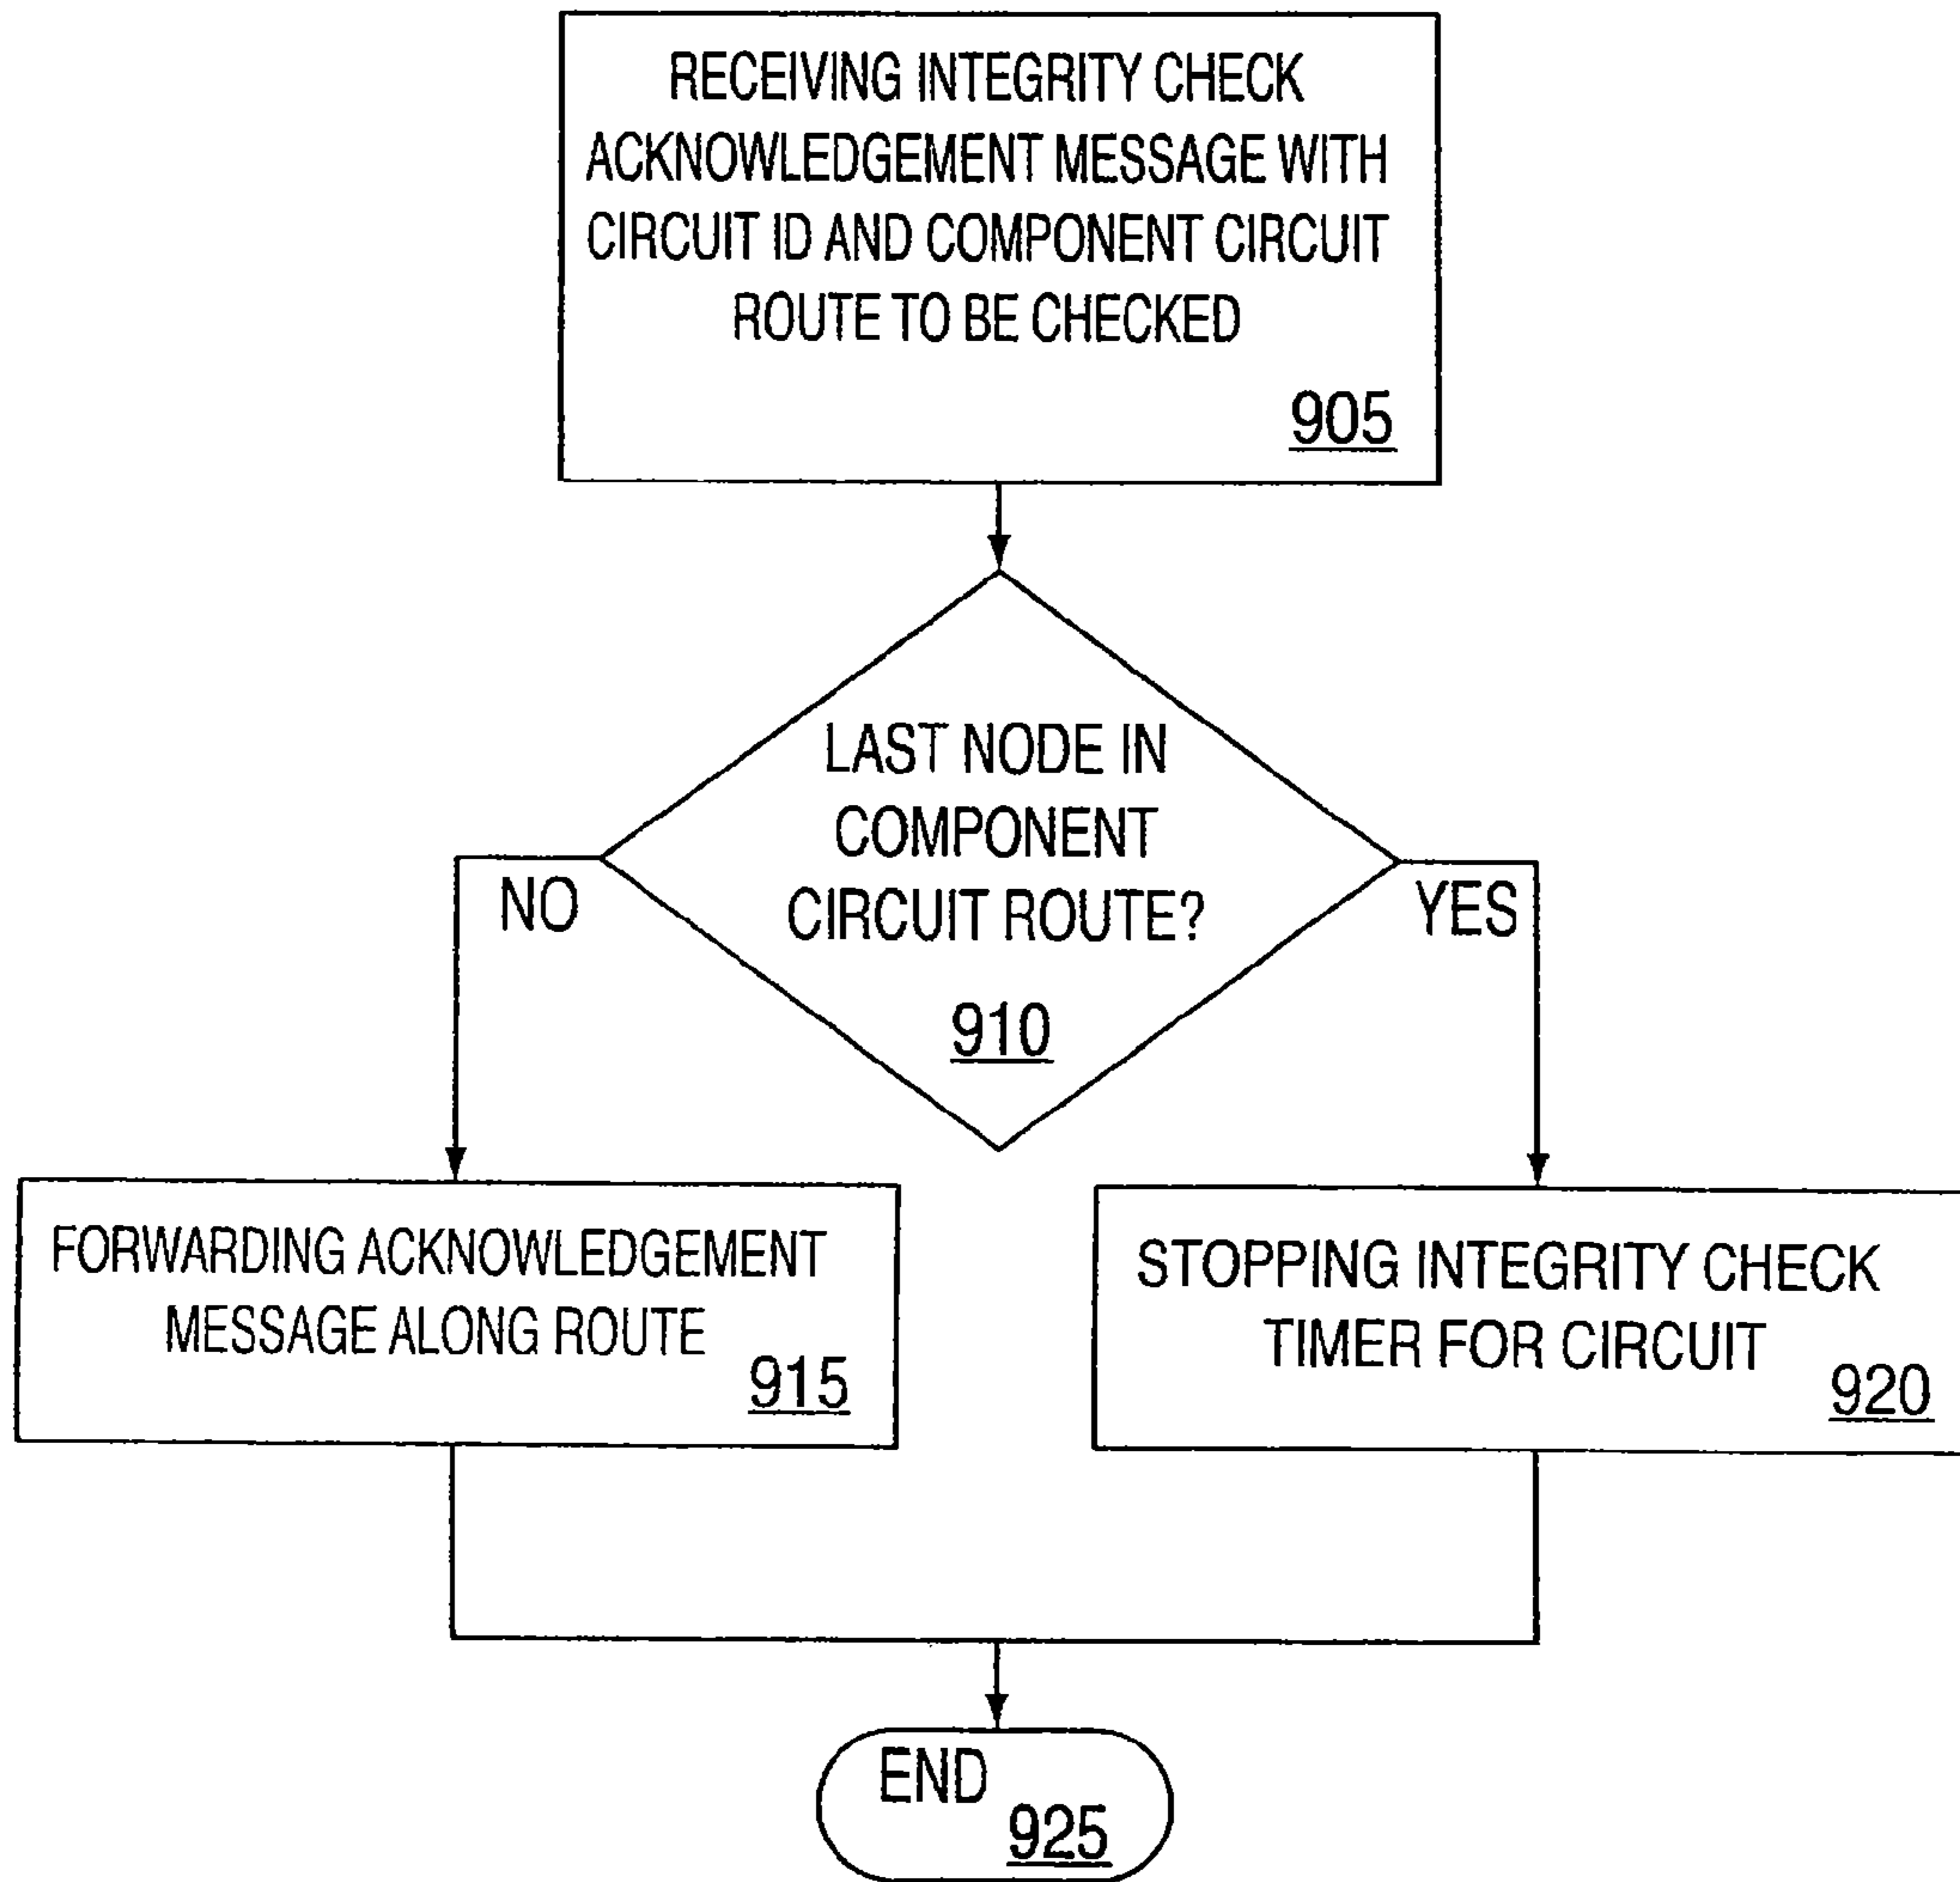 RECEIVING INTEGRITY CHECK
ACKNOWLEDGEMENT MESSAGE WITH
CIRCUIT ID AND COMPONENT CIRCUIT
ROUTE TO BE CHECKED
905
LAST NODE IN
COMPONENT
CIRCUIT ROUTE?
910
NO
YES
FORWARDING ACKNOWLEDGEMENT
MESSAGE ALONG ROUTE
915
STOPPING INTEGRITY CHECK
TIMER FOR CIRCUIT
920
END
925